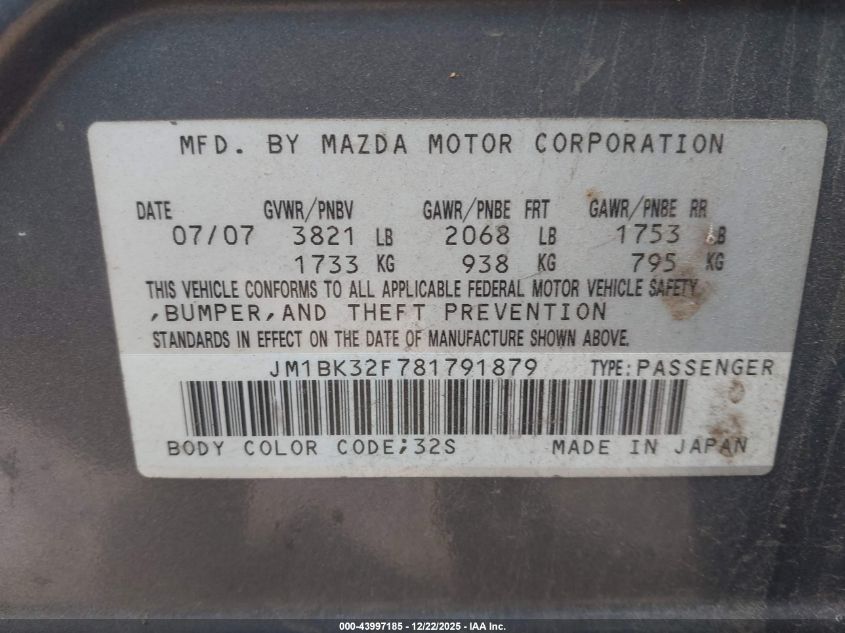 MFD. BY MAZDA MOTOR CORPORATION
DATE GVWR/PNBV GAWR/PNBE FRT GAWR/PNBE RR
07/07 3821 LB 2068 LB 1753 LB
1733 KG 938 KG 795 KG
THIS VEHICLE CONFORMS TO ALL APPLICABLE FEDERAL MOTOR VEHICLE SAFETY
,BUMPER,AND THEFT PREVENTION
STANDARDS IN EFFECT ON THE DATE OF MANUFACTURE SHOWN ABOVE.
JM1BK32F781791879 TYPE:PASSENGER
BODY COLOR CODE;32S MADE IN JAPAN
000-43997185 - 12/22/2025 - IAA Inc.